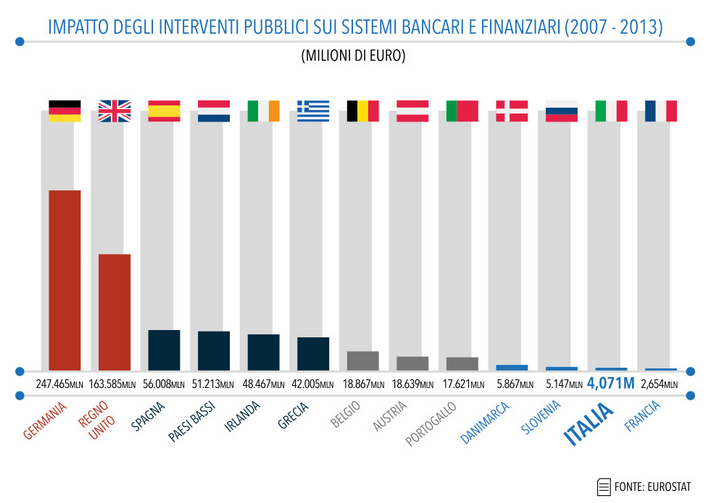 IMPATTO DEGLI INTERVENTI PUBBLICI SUI SISTEMI BANCARI E FINANZIARI (2007 - 2013)
(MILIONI DI EURO)
247.465MLN 163.585MLN 56.008MLN 51.213MLN 48.467MLN 42.005MLN 18.867MLN 18.639MLN 17.621MLN 5.867MLN 5.147MLN 4,071M 2,654MLN
GERMANIA
REGNO
UNITO
SPAGNA
PAESI BASSI
IRLANDA
GRECIA
BELGIO
AUSTRIA
PORTOGALLO
DANIMARCA
SLOVENIA
ITALIA
FRANCIA
FONTE: EUROSTAT